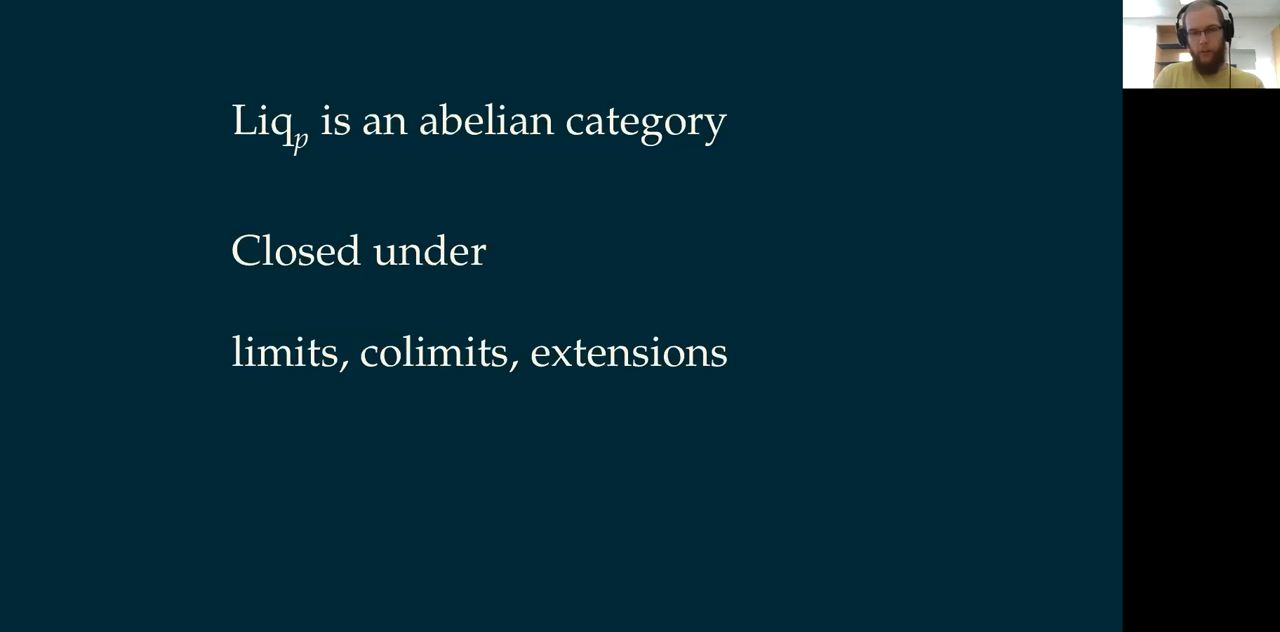 Liqₚ is an abelian category
Closed under
limits, colimits, extensions